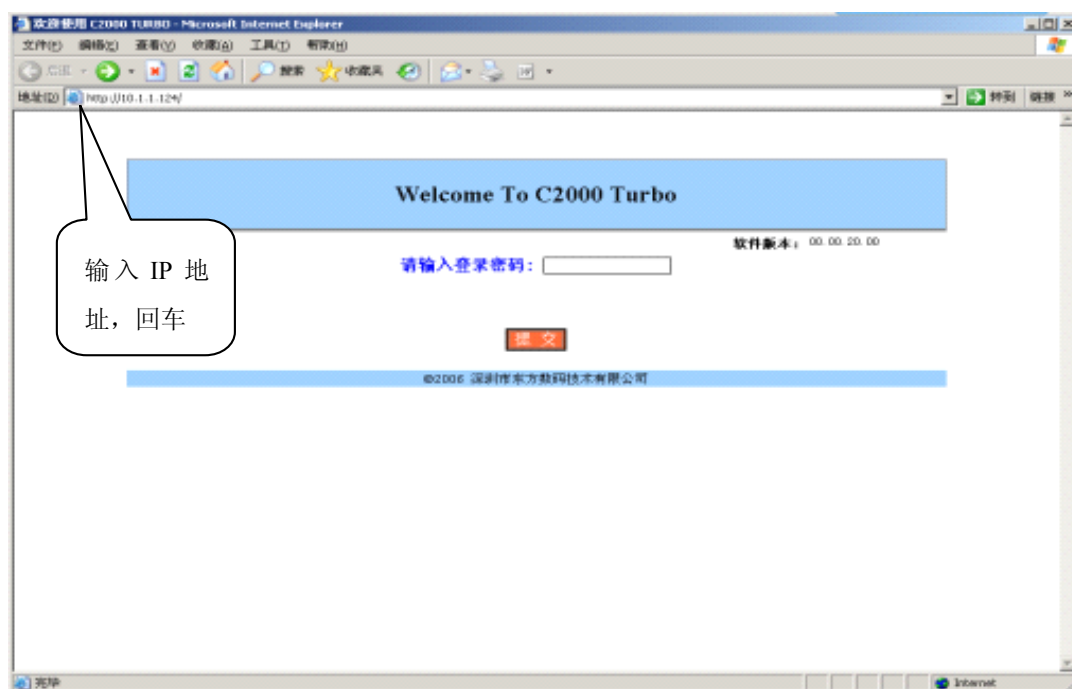 欢迎使用 C2000 TURBO - Microsoft Internet Explorer
文件(F) 编辑(E) 查看(V) 收藏(A) 工具(T) 帮助(H)
后退 搜索 收藏夹
地址(D) http://10.1.1.124/ 转到 链接 »
Welcome To C2000 Turbo
软件版本： 00.00.20.00
请输入登录密码：
输入 IP 地
址，回车
提 交
©2006 深圳市东方数码技术有限公司
完毕 Internet